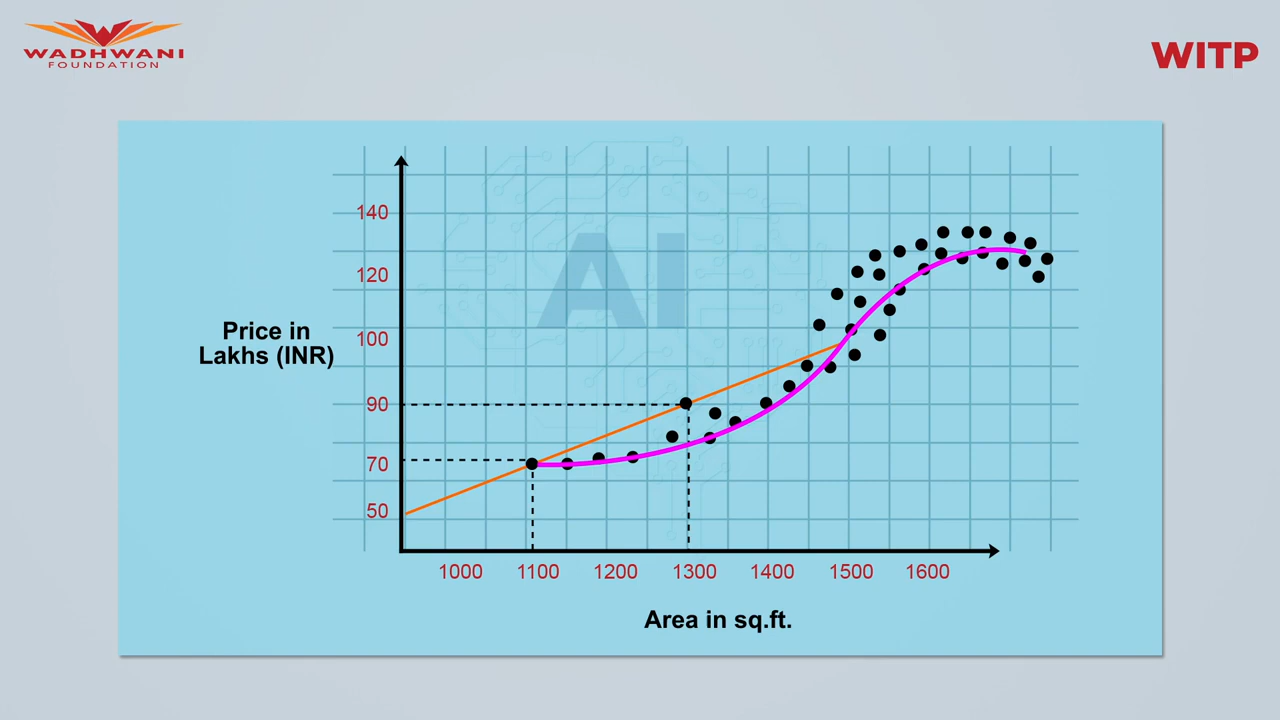 WADHWANI
FOUNDATION
WITP
AI
140
120
100
90
70
50
Price in
Lakhs (INR)
1000 1100 1200 1300 1400 1500 1600
Area in sq.ft.